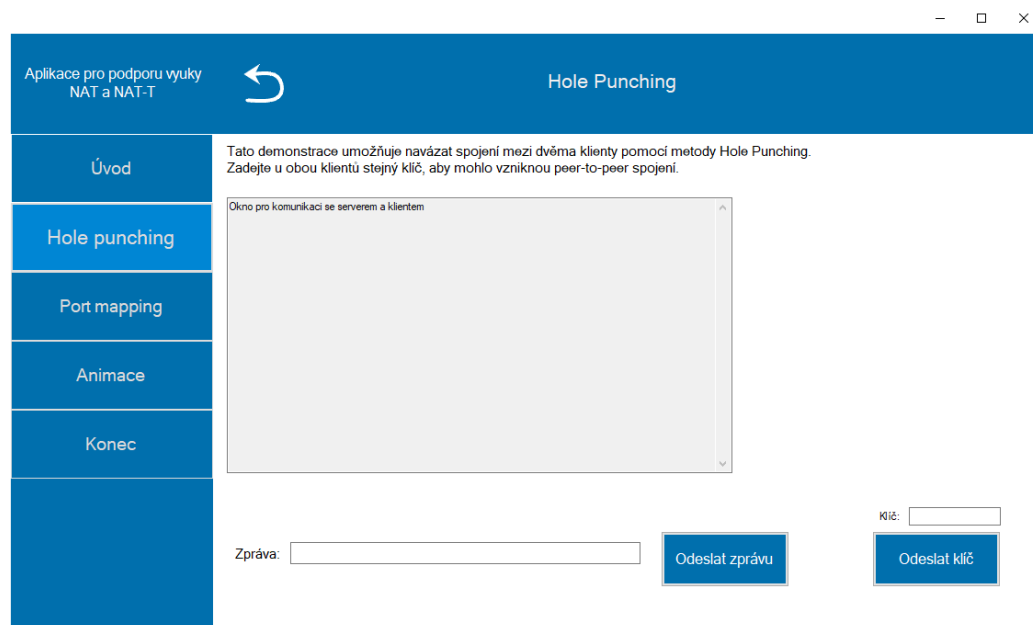 Aplikace pro podporu vyuky
NAT a NAT-T
Hole Punching
Úvod
Hole punching
Port mapping
Animace
Konec
Tato demonstrace umožňuje navázat spojení mezi dvěma klienty pomocí metody Hole Punching.
Zadejte u obou klientů stejný klíč, aby mohlo vzniknou peer-to-peer spojení.
Okno pro komunikaci se serverem a klientem
Klíč:
Zpráva:
Odeslat zprávu
Odeslat klíč